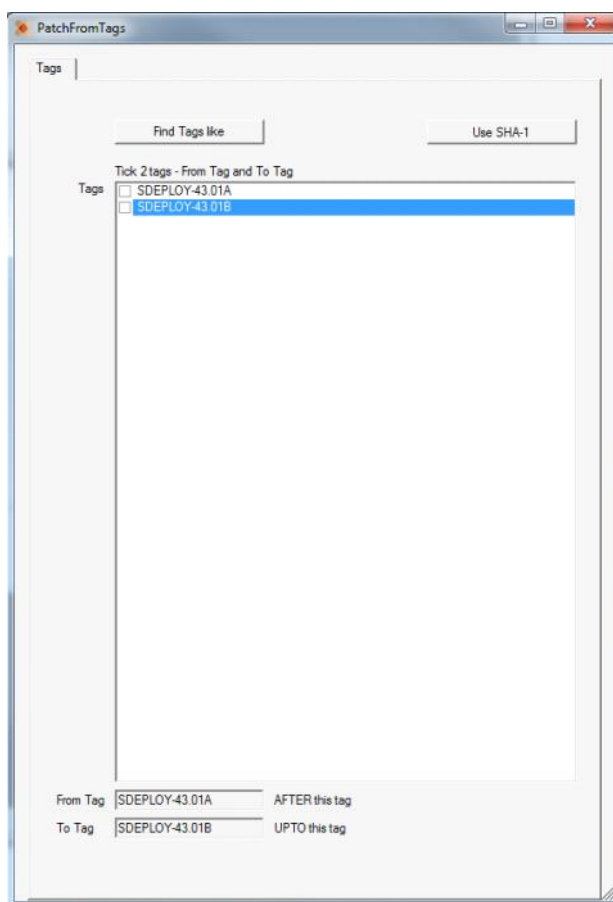 PatchFromTags
Tags
Find Tags like
Use SHA-1
Tick 2 tags - From Tag and To Tag
Tags
SDEPLOY-43.01A
SDEPLOY-43.01B
From Tag SDEPLOY-43.01A AFTER this tag
To Tag SDEPLOY-43.01B UPTO this tag